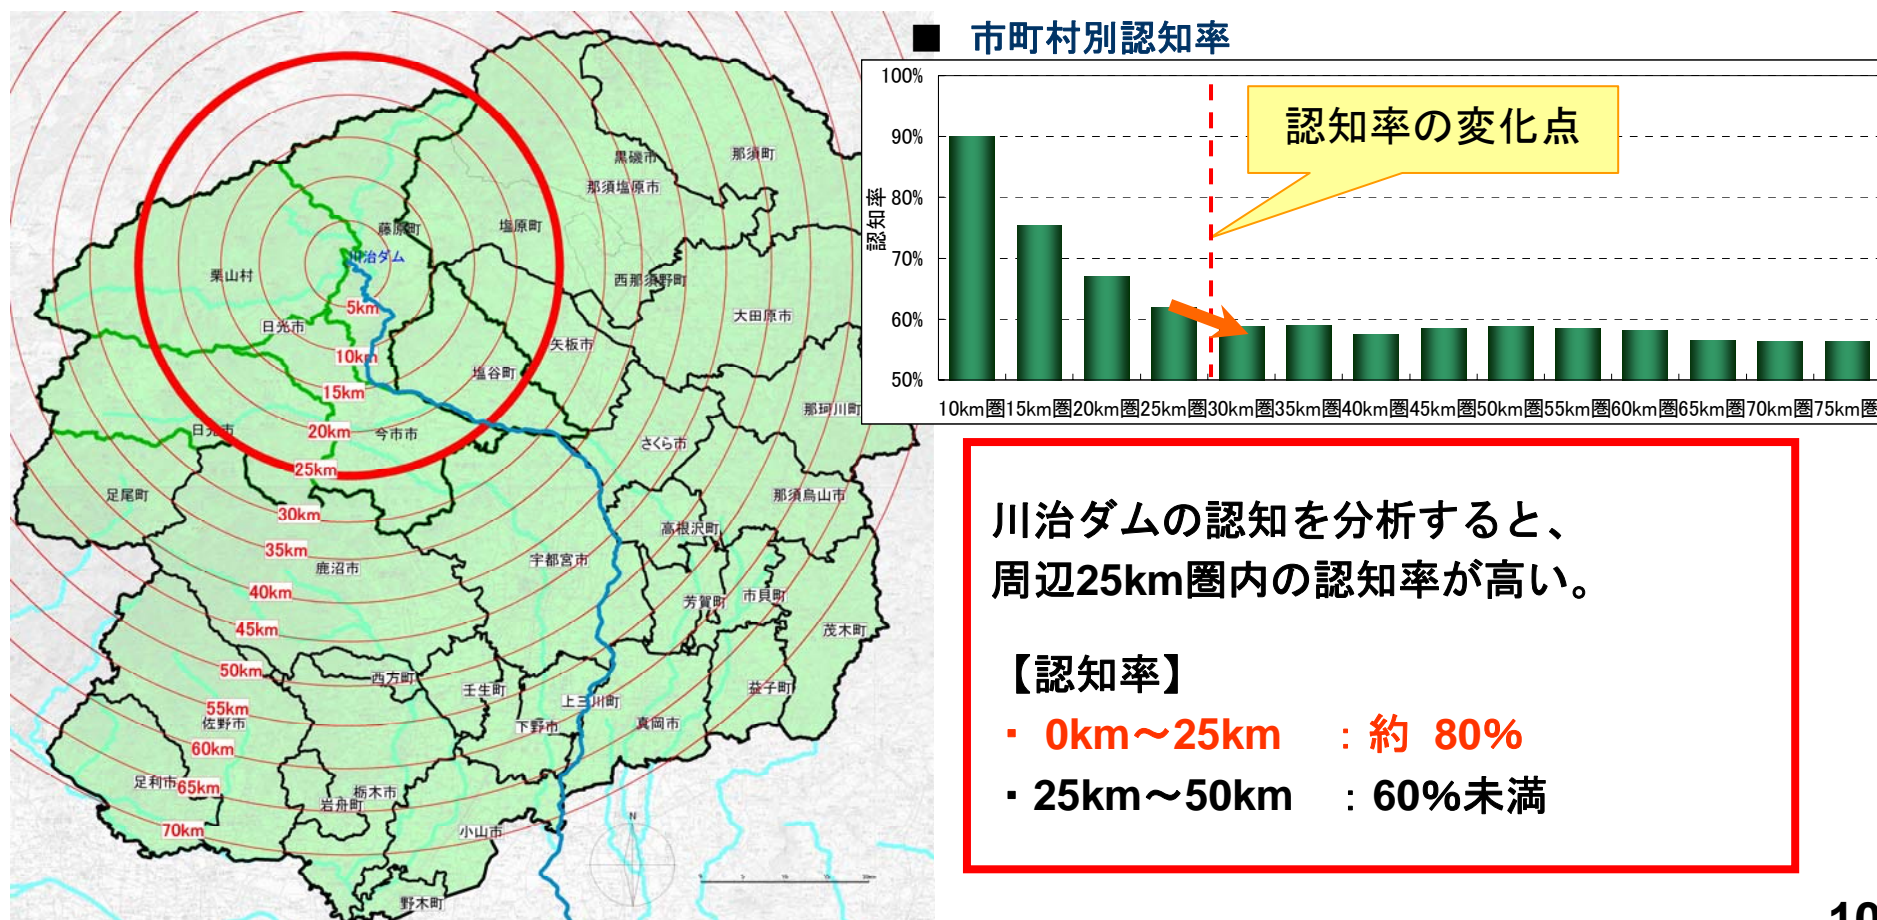 ■ 市町村別認知率
100%
90%
80%
70%
60%
50%
認知率
認知率の変化点
10km圏 15km圏 20km圏 25km圏 30km圏 35km圏 40km圏 45km圏 50km圏 55km圏 60km圏 65km圏 70km圏 75km圏
川治ダムの認知を分析すると、
周辺25km圏内の認知率が高い。
【認知率】
・ 0km～25km ：約 80%
・25km～50km ：60%未満
黒磯市
那須町
那須塩原市
塩原町
藤原町
川治ダム
栗山村
西那須野町
5km
大田原市
日光市
矢板市
10km
塩谷町
15km
那珂川町
日光市
20km
今市市
さくら市
25km
足尾町
那須烏山市
30km
高根沢町
35km
宇都宮市
鹿沼市
40km
芳賀町
市貝町
45km
茂木町
50km
西方町
壬生町
益子町
上三川町
55km
佐野市
下野市
真岡市
60km
足利市
65km
栃木市
岩舟町
70km
小山市
N
野木町
10